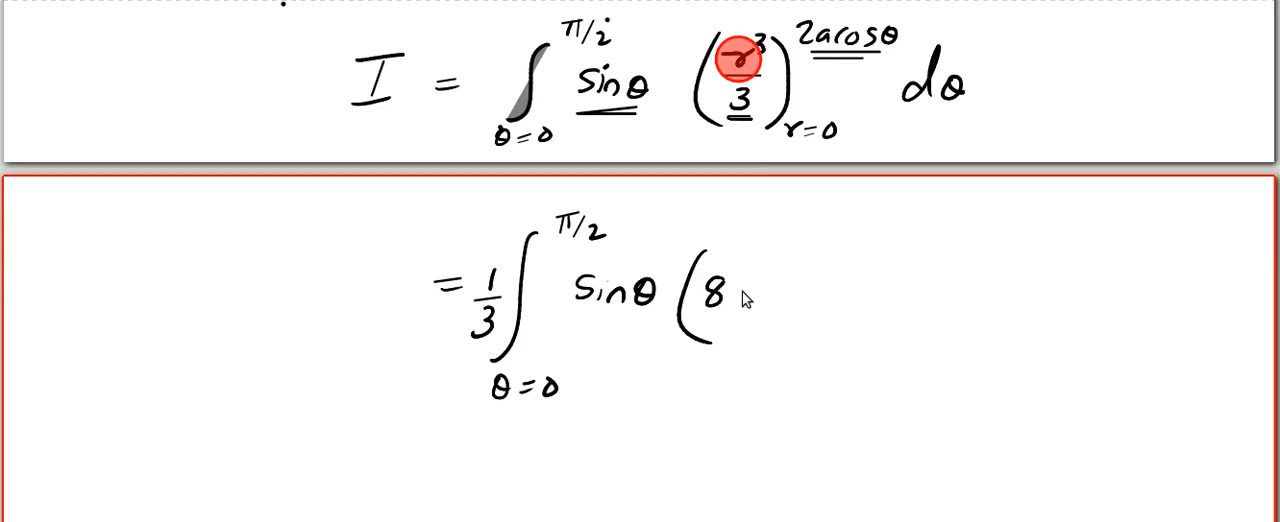 I = ∫_{θ=0}^{π/2} sinθ (r³/3)_{r=0}^{2acosθ} dθ
= 1/3 ∫_{θ=0}^{π/2} sinθ (8